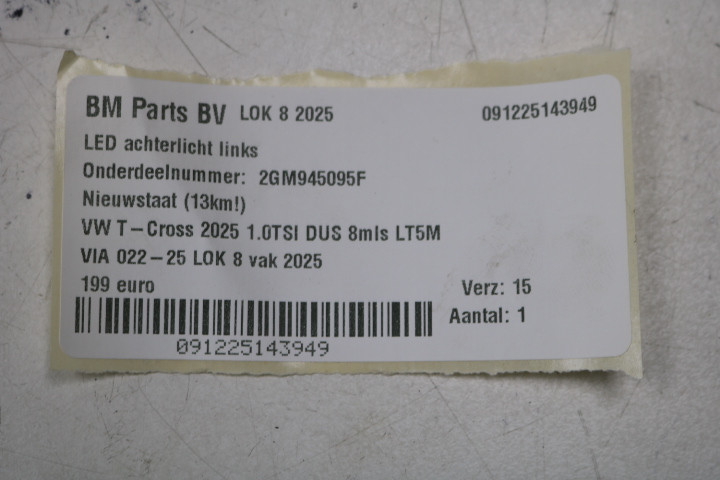 BM Parts BV LOK 8 2025 091225143949
LED achterlicht links
Onderdeelnummer: 2GM945095F
Nieuwstaat (13km!)
VW T-Cross 2025 1.0TSI DUS 8mls LT5M
VIA 022-25 LOK 8 vak 2025
199 euro Verz: 15
Aantal: 1
091225143949